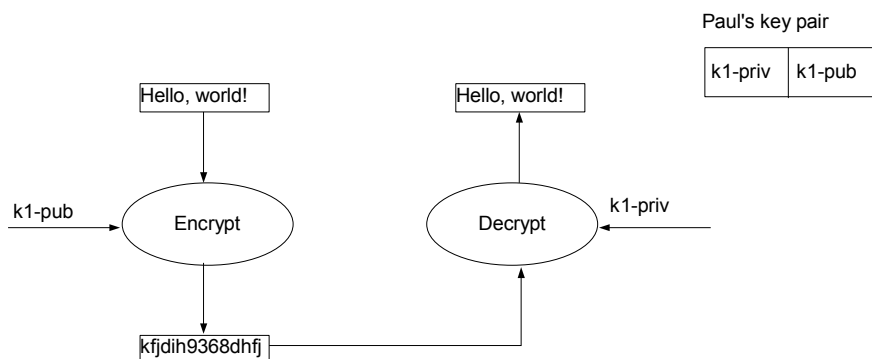 Paul's key pair
k1-priv k1-pub
Hello, world! Hello, world!
k1-pub Encrypt Decrypt k1-priv
kfjdih9368dhfj